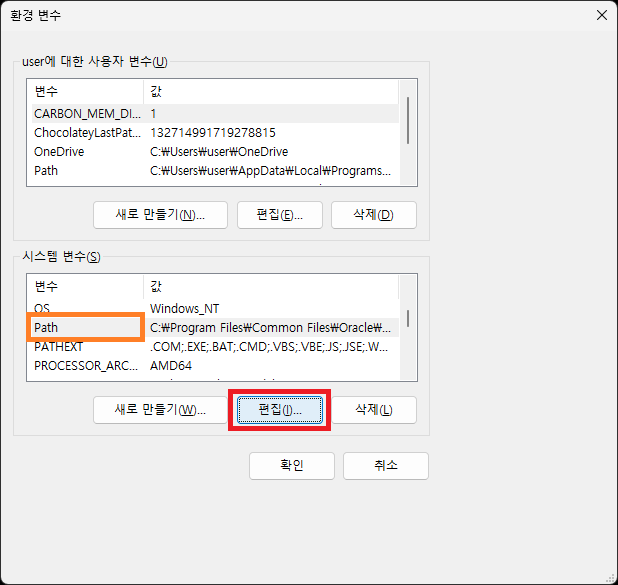 환경 변수
user에 대한 사용자 변수(U)
변수 값
CARBON_MEM_DI... 1
ChocolateyLastPat... 132714991719278815
OneDrive C:₩Users₩user₩OneDrive
Path C:₩Users₩user₩AppData₩Local₩Programs...
새로 만들기(N)... 편집(E)... 삭제(D)
시스템 변수(S)
변수 값
OS Windows_NT
Path C:₩Program Files₩Common Files₩Oracle₩...
PATHEXT .COM;.EXE;.BAT;.CMD;.VBS;.VBE;.JS;.JSE;.W...
PROCESSOR_ARC... AMD64
새로 만들기(W)... 편집(I)... 삭제(L)
확인 취소